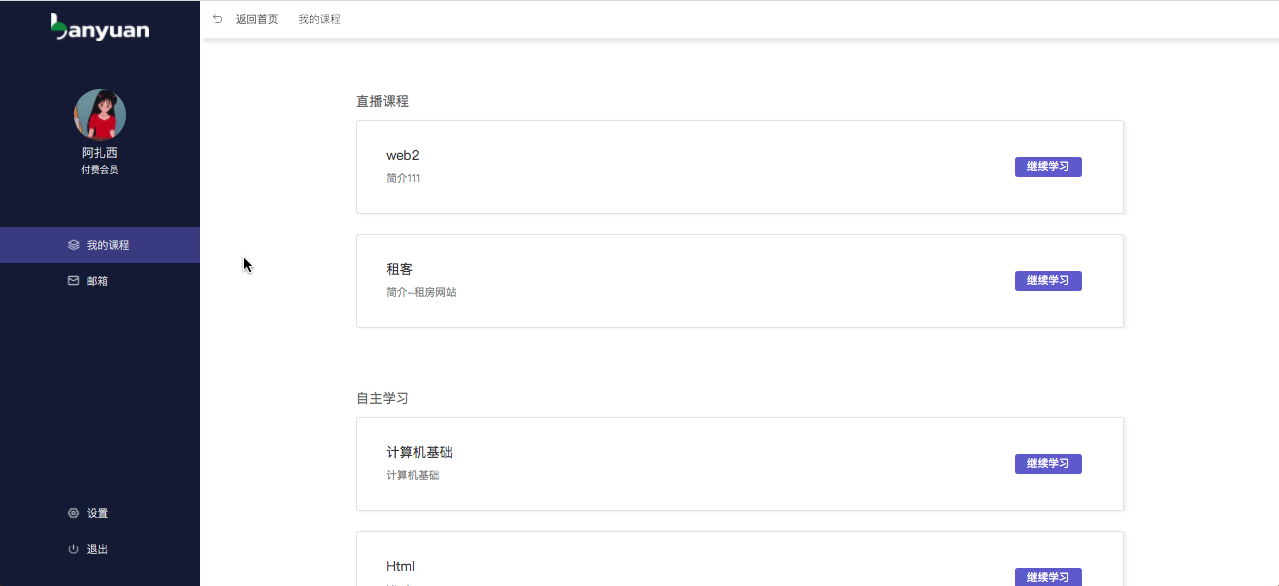 banyuan
返回首页 我的课程
阿扎西
付费会员
我的课程
邮箱
设置
退出
直播课程
web2
简介111
继续学习
租客
简介-租房网站
继续学习
自主学习
计算机基础
计算机基础
继续学习
Html
继续学习